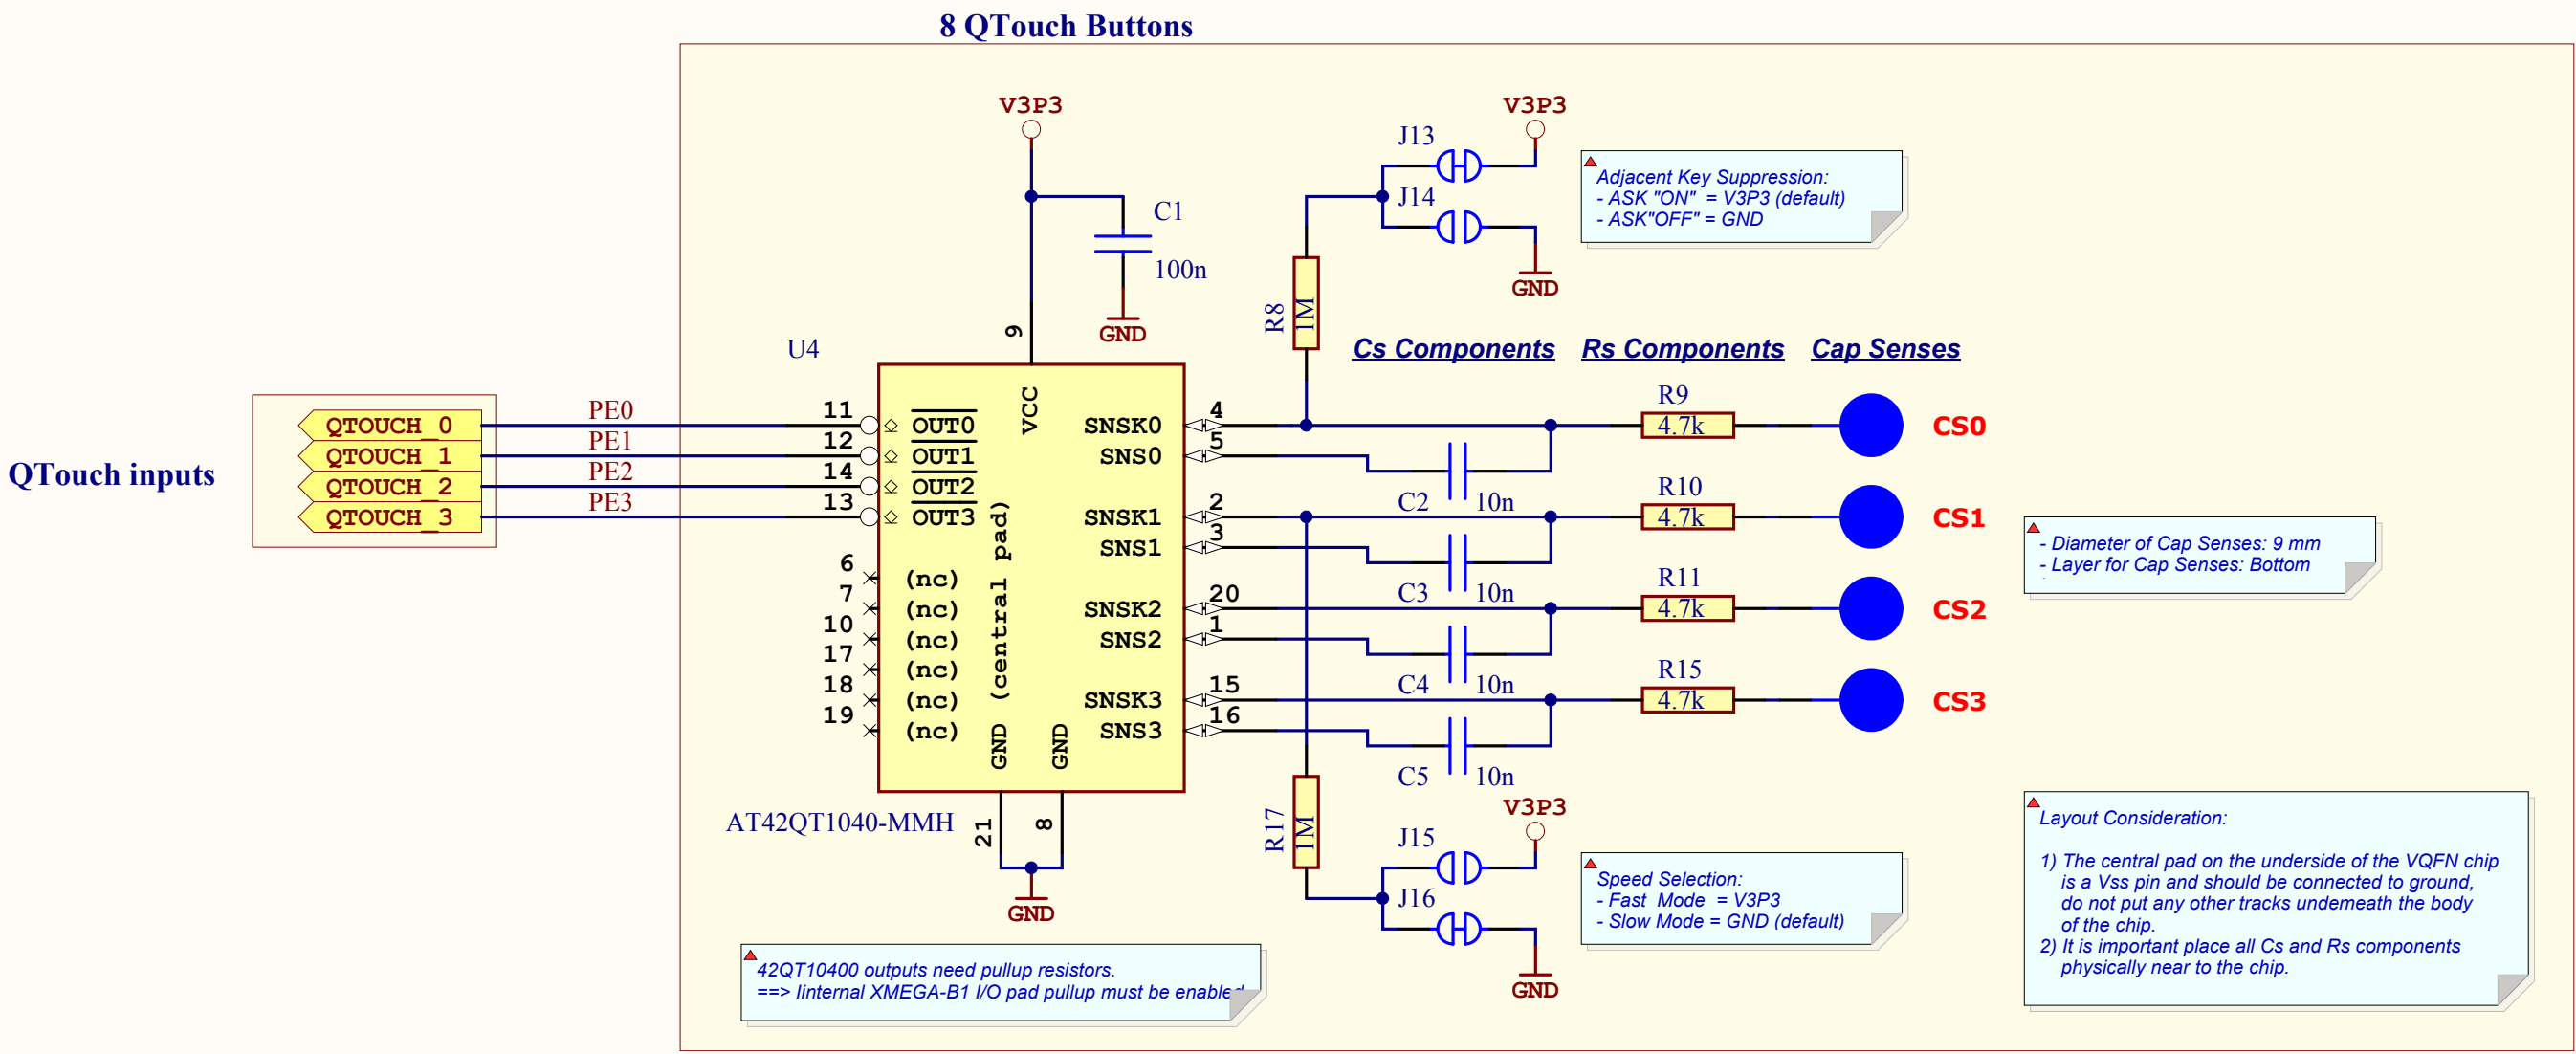 8 QTouch Buttons
V3P3
C1
100n
GND
V3P3
J13
J14
GND
Adjacent Key Suppression:
- ASK "ON"  = V3P3 (default)
- ASK"OFF" = GND
R8
1M
U4
9
VCC
Cs Components
Rs Components
Cap Senses
QTouch inputs
QTOUCH_0
QTOUCH_1
QTOUCH_2
QTOUCH_3
PE0
PE1
PE2
PE3
11
12
14
13
6
7
10
17
18
19
OUT0
OUT1
OUT2
OUT3
(nc)
(nc)
(nc)
(nc)
(nc)
(nc)
GND (central pad)
GND
21
8
GND
AT42QT1040-MMH
SNSK0
SNS0
SNSK1
SNS1
SNSK2
SNS2
SNSK3
SNS3
4
5
2
3
20
1
15
16
C2
10n
C3
10n
C4
10n
C5
10n
R9
4.7k
R10
4.7k
R11
4.7k
R15
4.7k
CS0
CS1
CS2
CS3
- Diameter of Cap Senses: 9 mm
- Layer for Cap Senses: Bottom
R17
1M
J15
J16
V3P3
GND
Speed Selection:
- Fast  Mode  = V3P3
- Slow Mode = GND (default)
42QT10400 outputs need pullup resistors.
==> Iinternal XMEGA-B1 I/O pad pullup must be enabled
Layout Consideration:
1) The central pad on the underside of the VQFN chip
is a Vss pin and should be connected to ground,
do not put any other tracks undemeath the body
of the chip.
2) It is important place all Cs and Rs components
physically near to the chip.